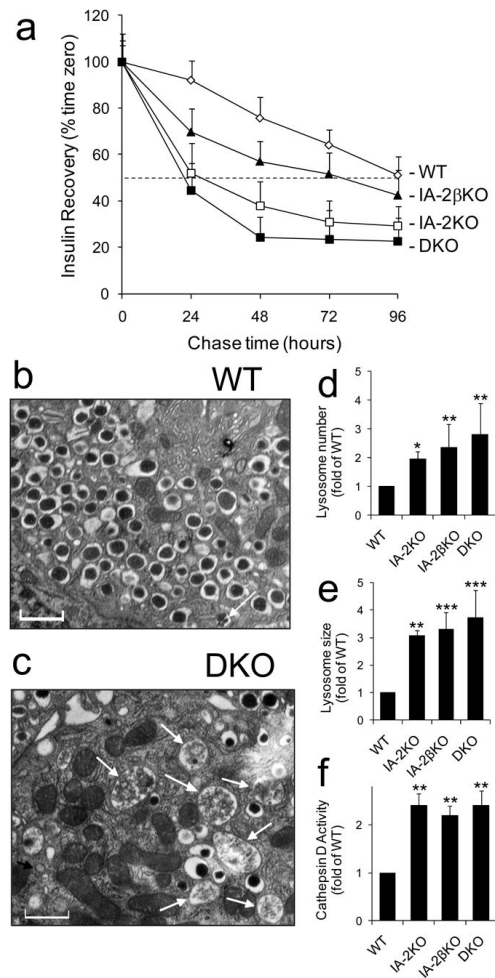 a
Insulin Recovery (% time zero)
120
100
80
60
40
20
0
0 24 48 72 96
Chase time (hours)
- WT
- IA-2βKO
- IA-2KO
- DKO
b WT
c DKO
d
Lysosome number
(fold of WT)
5
4
3
2
1
0
* ** **
WT IA-2KO IA-2βKO DKO
e
Lysosome size
(fold of WT)
5
4
3
2
1
0
** *** ***
WT IA-2KO IA-2βKO DKO
f
Cathepsin D Activity
(fold of WT)
3
2
1
0
** ** **
WT IA-2KO IA-2βKO DKO